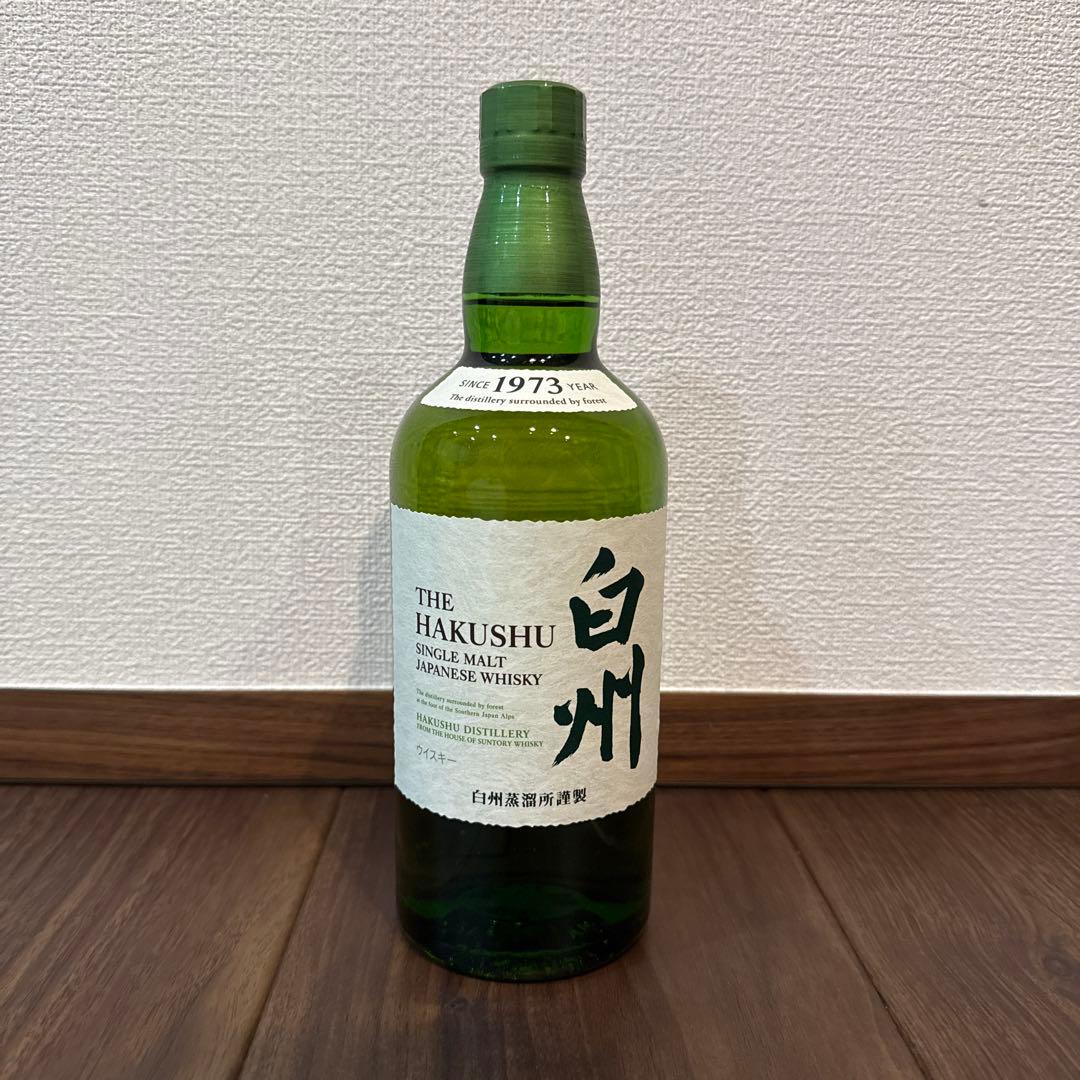 SINCE 1973 YEAR
The distillery surrounded by forest
THE
HAKUSHU
SINGLE MALT
JAPANESE WHISKY
白州
The distillery surrounded by forest
at the foot of the Southern Japan Alps
HAKUSHU DISTILLERY
FROM THE HOUSE OF SUNTORY WHISKY
ウイスキー
白州蒸溜所謹製